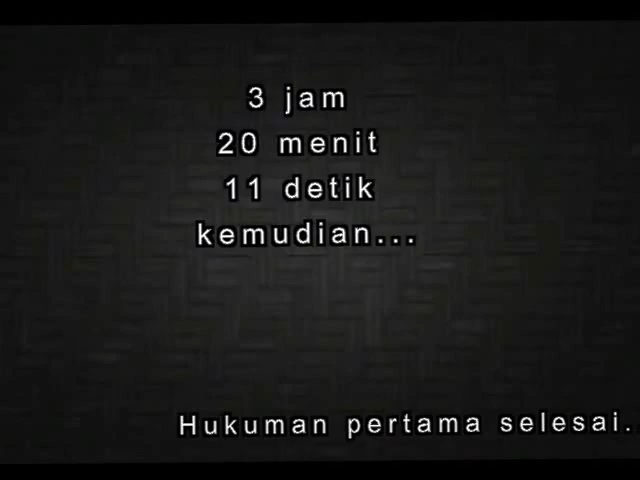 3 jam
20 menit
11 detik
kemudian...
Hukuman pertama selesai..